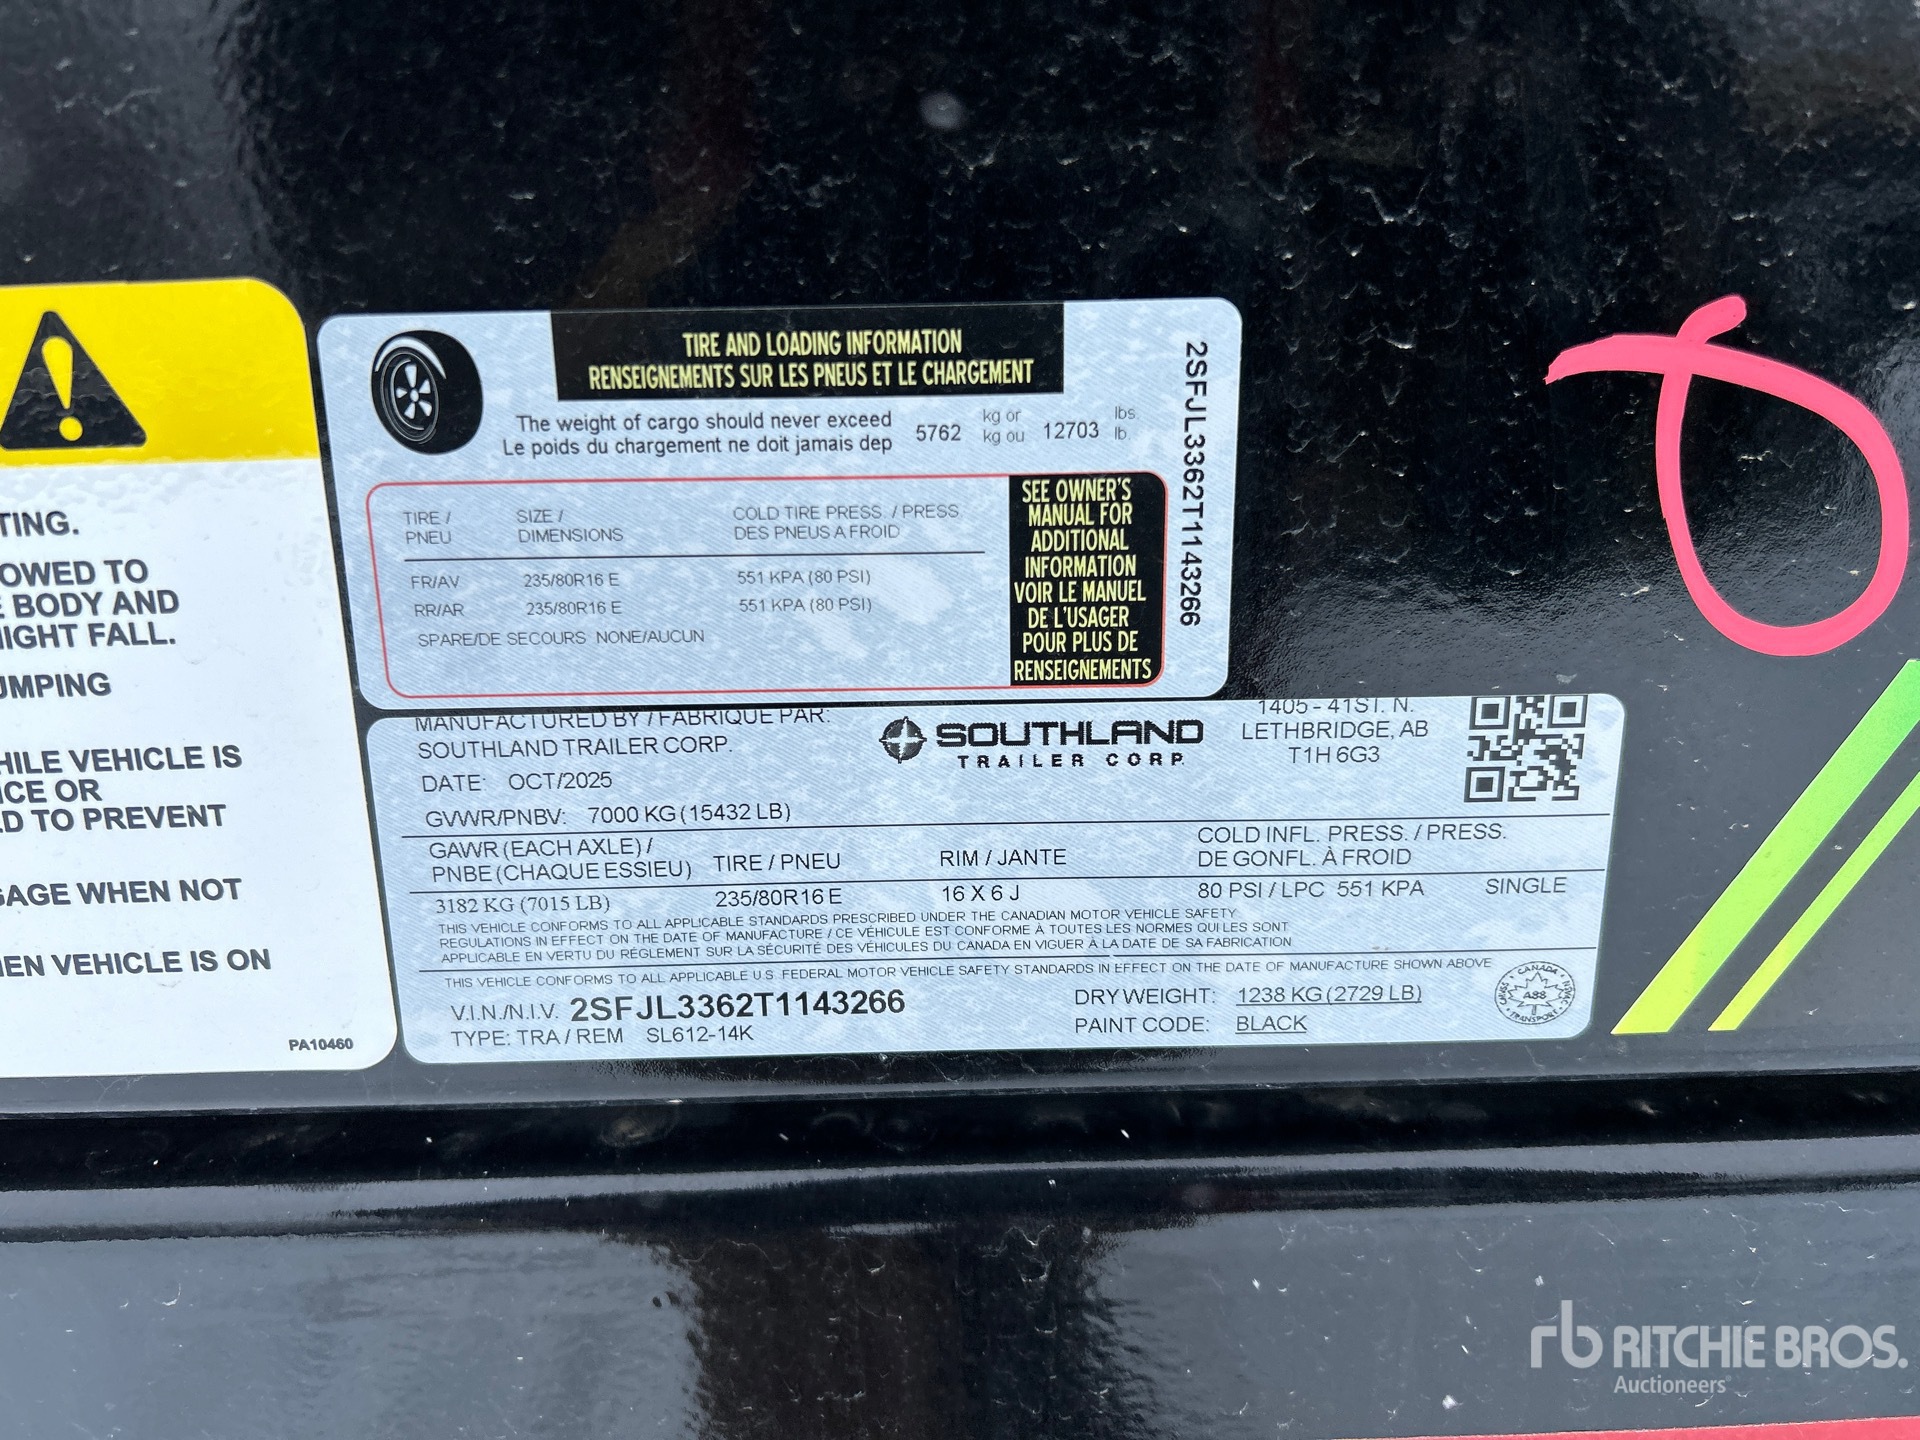 TING.
OWED TO
E BODY AND
IGHT FALL.
UMPING
HILE VEHICLE IS
ICE OR
LD TO PREVENT
GAGE WHEN NOT
HEN VEHICLE IS ON
PA10460
TIRE AND LOADING INFORMATION
RENSEIGNEMENTS SUR LES PNEUS ET LE CHARGEMENT
The weight of cargo should never exceed
Le poids du chargement ne doit jamais dep
5762 kg or 12703 lbs.
kg ou lb.
TIRE / SIZE / COLD TIRE PRESS. / PRESS.
PNEU DIMENSIONS DES PNEUS A FROID
FR/AV 235/80R16 E 551 KPA (80 PSI)
RR/AR 235/80R16 E 551 KPA (80 PSI)
SPARE/DE SECOURS NONE/AUCUN
SEE OWNER'S
MANUAL FOR
ADDITIONAL
INFORMATION
VOIR LE MANUEL
DE L'USAGER
POUR PLUS DE
RENSEIGNEMENTS
2SFJL3362T1143266
MANUFACTURED BY / FABRIQUE PAR:
SOUTHLAND TRAILER CORP.
DATE: OCT/2025
GVWR/PNBV: 7000 KG (15432 LB)
SOUTHLAND
TRAILER CORP.
1405 - 41ST. N.
LETHBRIDGE, AB
T1H 6G3
GAWR (EACH AXLE) /
PNBE (CHAQUE ESSIEU) TIRE / PNEU RIM / JANTE
COLD INFL. PRESS. / PRESS.
DE GONFL. À FROID
3182 KG (7015 LB) 235/80R16 E 16 X 6 J 80 PSI / LPC 551 KPA SINGLE
THIS VEHICLE CONFORMS TO ALL APPLICABLE STANDARDS PRESCRIBED UNDER THE CANADIAN MOTOR VEHICLE SAFETY
REGULATIONS IN EFFECT ON THE DATE OF MANUFACTURE / CE VÉHICULE EST CONFORME À TOUTES LES NORMES QUI LES SONT
APPLICABLE EN VERTU DU RÉGLEMENT SUR LA SÉCURITÉ DES VÉHICULES DU CANADA EN VIGUER À LA DATE DE SA FABRICATION
THIS VEHICLE CONFORMS TO ALL APPLICABLE U.S. FEDERAL MOTOR VEHICLE SAFETY STANDARDS IN EFFECT ON THE DATE OF MANUFACTURE SHOWN ABOVE
V.I.N./N.I.V. 2SFJL3362T1143266
TYPE: TRA / REM SL612-14K
DRY WEIGHT: 1238 KG (2729 LB)
PAINT CODE: BLACK
CANADA
A88
TRANSPORT
rb RITCHIE BROS.
Auctioneers